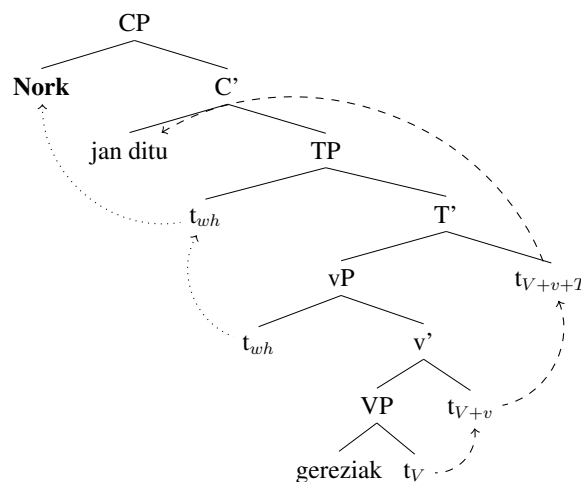 CP
Nork C’
jan ditu TP
t_wh T’
vP t_V+v+T
t_wh v’
VP t_V+v
gereziak t_V